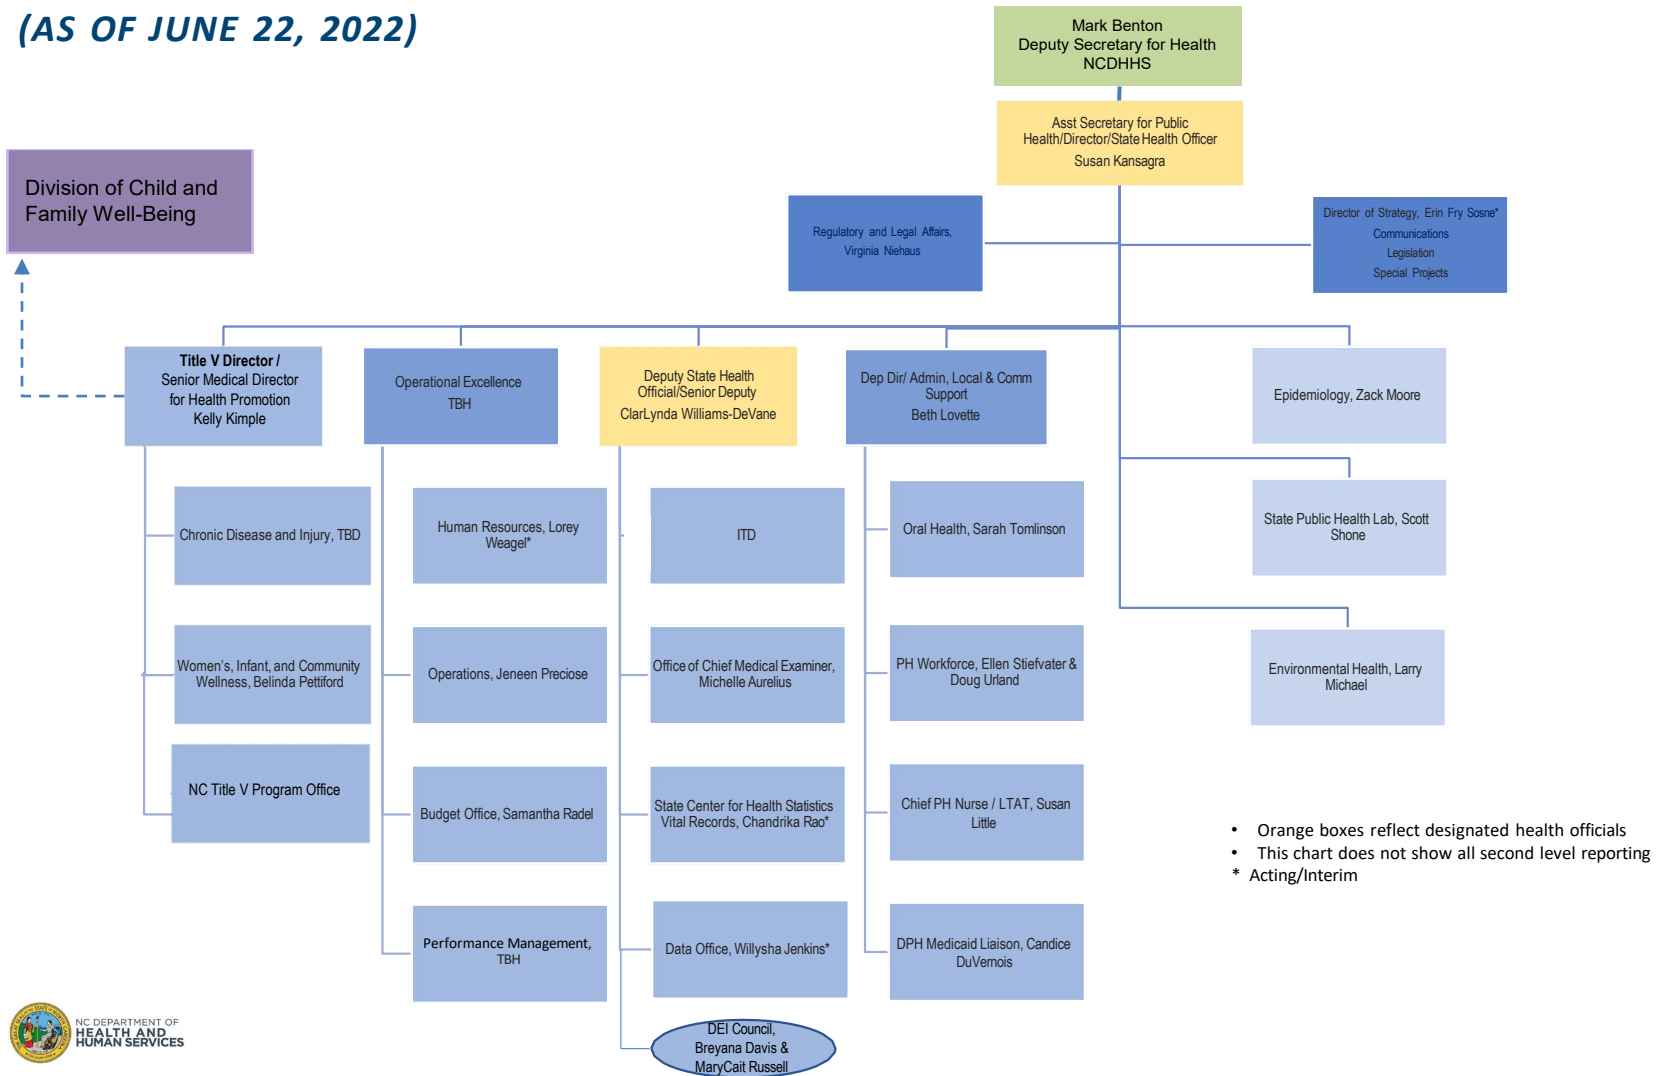 (AS OF JUNE 22, 2022)
Mark Benton
Deputy Secretary for Health
NCDHHS
Asst Secretary for Public
Health/Director/State Health Officer
Susan Kansagra
Division of Child and
Family Well-Being
Regulatory and Legal Affairs,
Virginia Niehaus
Director of Strategy, Erin Fry Sosne*
Communications
Legislation
Special Projects
Title V Director /
Senior Medical Director
for Health Promotion
Kelly Kimple
Operational Excellence
TBH
Deputy State Health
Official/Senior Deputy
ClarLynda Williams-DeVane
Dep Dir/ Admin, Local & Comm
Support
Beth Lovette
Epidemiology, Zack Moore
Chronic Disease and Injury, TBD
Human Resources, Lorey
Weagel*
ITD
Oral Health, Sarah Tomlinson
State Public Health Lab, Scott
Shone
Women's, Infant, and Community
Wellness, Belinda Pettiford
Operations, Jeneen Preciose
Office of Chief Medical Examiner,
Michelle Aurelius
PH Workforce, Ellen Stiefvater &
Doug Urland
Environmental Health, Larry
Michael
NC Title V Program Office
Budget Office, Samantha Radel
State Center for Health Statistics
Vital Records, Chandrika Rao*
Chief PH Nurse / LTAT, Susan
Little
• Orange boxes reflect designated health officials
• This chart does not show all second level reporting
* Acting/Interim
Performance Management,
TBH
Data Office, Willysha Jenkins*
DPH Medicaid Liaison, Candice
DuVernois
DEI Council,
Breyana Davis &
MaryCait Russell
NC DEPARTMENT OF
HEALTH AND
HUMAN SERVICES